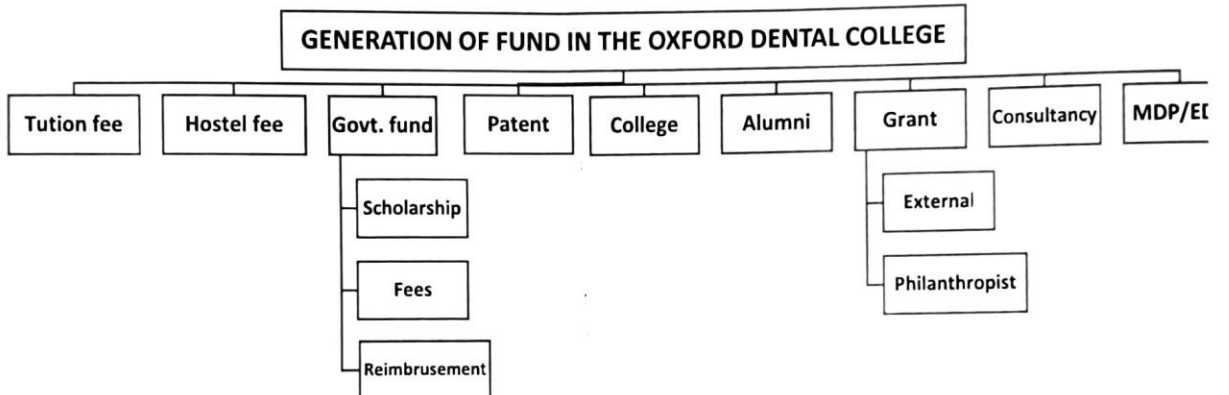 GENERATION OF FUND IN THE OXFORD DENTAL COLLEGE
Tution fee
Hostel fee
Govt. fund
Patent
College
Alumni
Grant
Consultancy
MDP/
Scholarship
Fees
Reimbrusement
External
Philanthropist